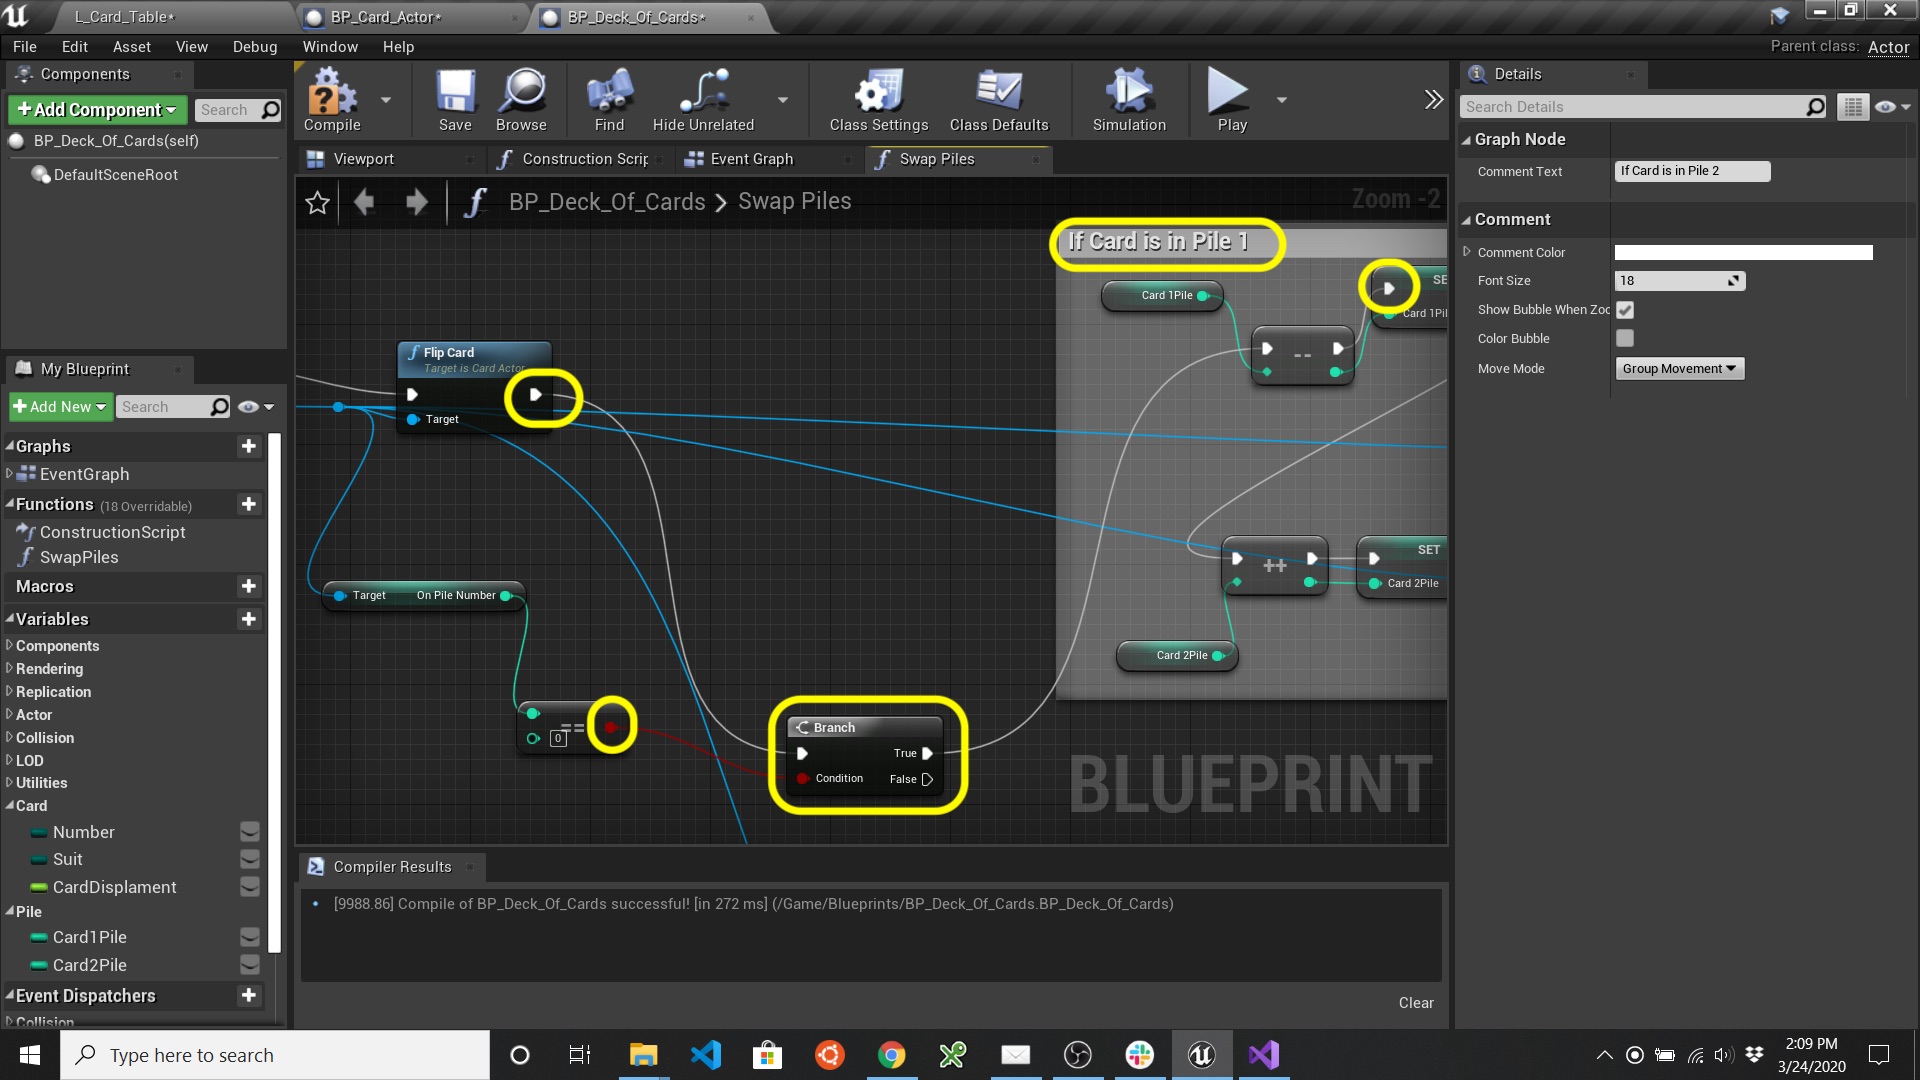 L_Card_Table*
BP_Card_Actor*
BP_Deck_Of_Cards*
File Edit Asset View Debug Window Help
Parent class: Actor
Components
+Add Component
Search
BP_Deck_Of_Cards(self)
DefaultSceneRoot
Compile
Save
Browse
Find
Hide Unrelated
Class Settings
Class Defaults
Simulation
Play
Viewport
Construction Scrip
Event Graph
Swap Piles
BP_Deck_Of_Cards > Swap Piles
Zoom -2
If Card is in Pile 1
Card 1Pile
SE
Card 1Pil
--
Flip Card
Target is Card Actor
Target
++
SET
Card 2Pile
Card 2Pile
Target On Pile Number
==
0
Branch
True
Condition False
BLUEPRINT
My Blueprint
+Add New
Search
Graphs
EventGraph
Functions (18 Overridable)
ConstructionScript
SwapPiles
Macros
Variables
Components
Rendering
Replication
Actor
Collision
LOD
Utilities
Card
Number
Suit
CardDisplament
Pile
Card1Pile
Card2Pile
Event Dispatchers
Collision
Compiler Results
[9988.86] Compile of BP_Deck_Of_Cards successful! [in 272 ms] (/Game/Blueprints/BP_Deck_Of_Cards.BP_Deck_Of_Cards)
Clear
Details
Search Details
Graph Node
Comment Text If Card is in Pile 2
Comment
Comment Color
Font Size 18
Show Bubble When Zoo
Color Bubble
Move Mode Group Movement
Type here to search
2:09 PM
3/24/2020